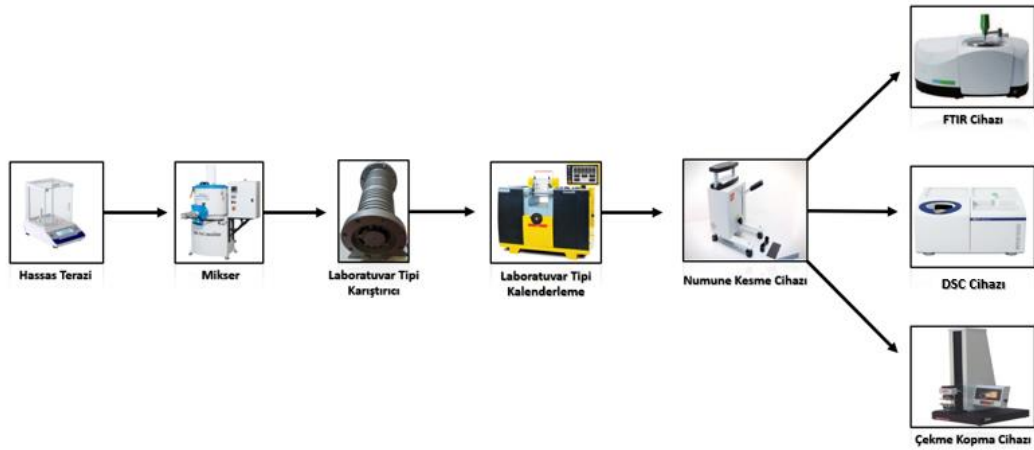 Hassas Terazi
Mikser
Laboratuvar Tipi
Karıştırıcı
Laboratuvar Tipi
Kalenderleme
Numune Kesme Cihazı
FTIR Cihazı
DSC Cihazı
Çekme Kopma Cihazı